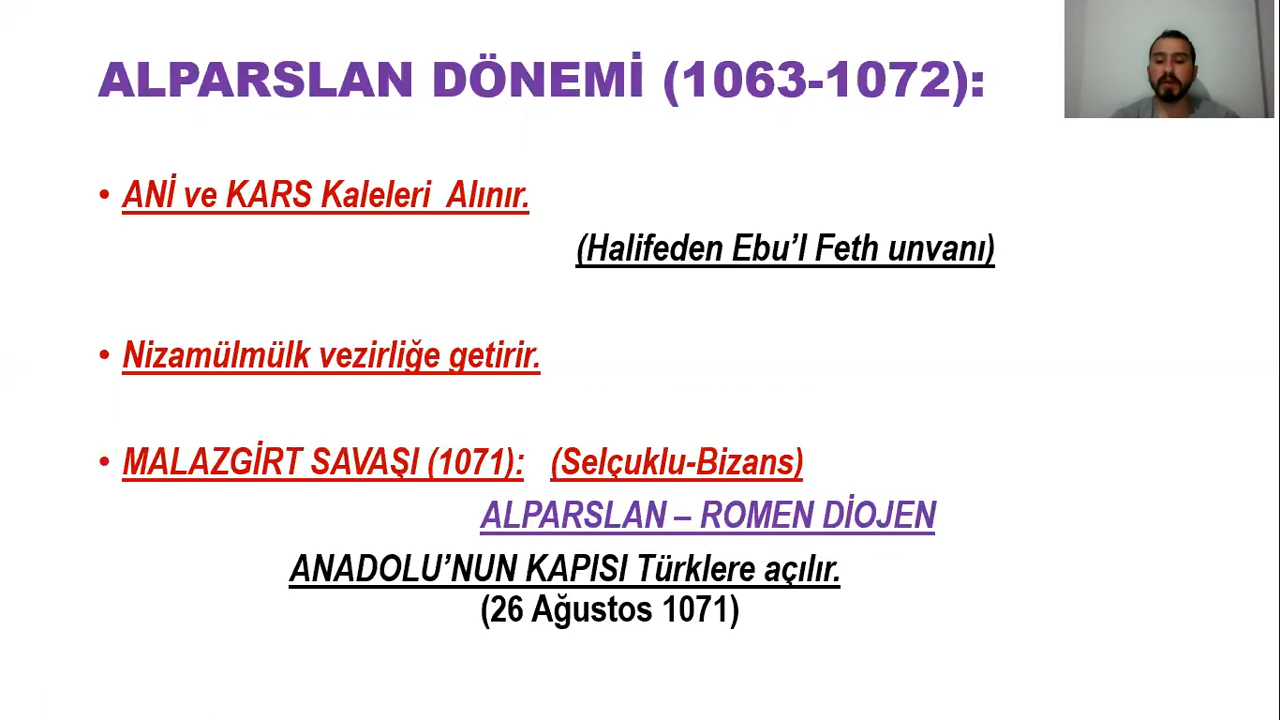 ALPARSLAN DÖNEMİ (1063-1072):
• ANİ ve KARS Kaleleri Alınır.
(Halifeden Ebu'l Feth unvanı)
• Nizamülmülk vezirliğe getirir.
• MALAZGİRT SAVAŞI (1071): (Selçuklu-Bizans)
ALPARSLAN – ROMEN DİOJEN
ANADOLU'NUN KAPISI Türklere açılır.
(26 Ağustos 1071)